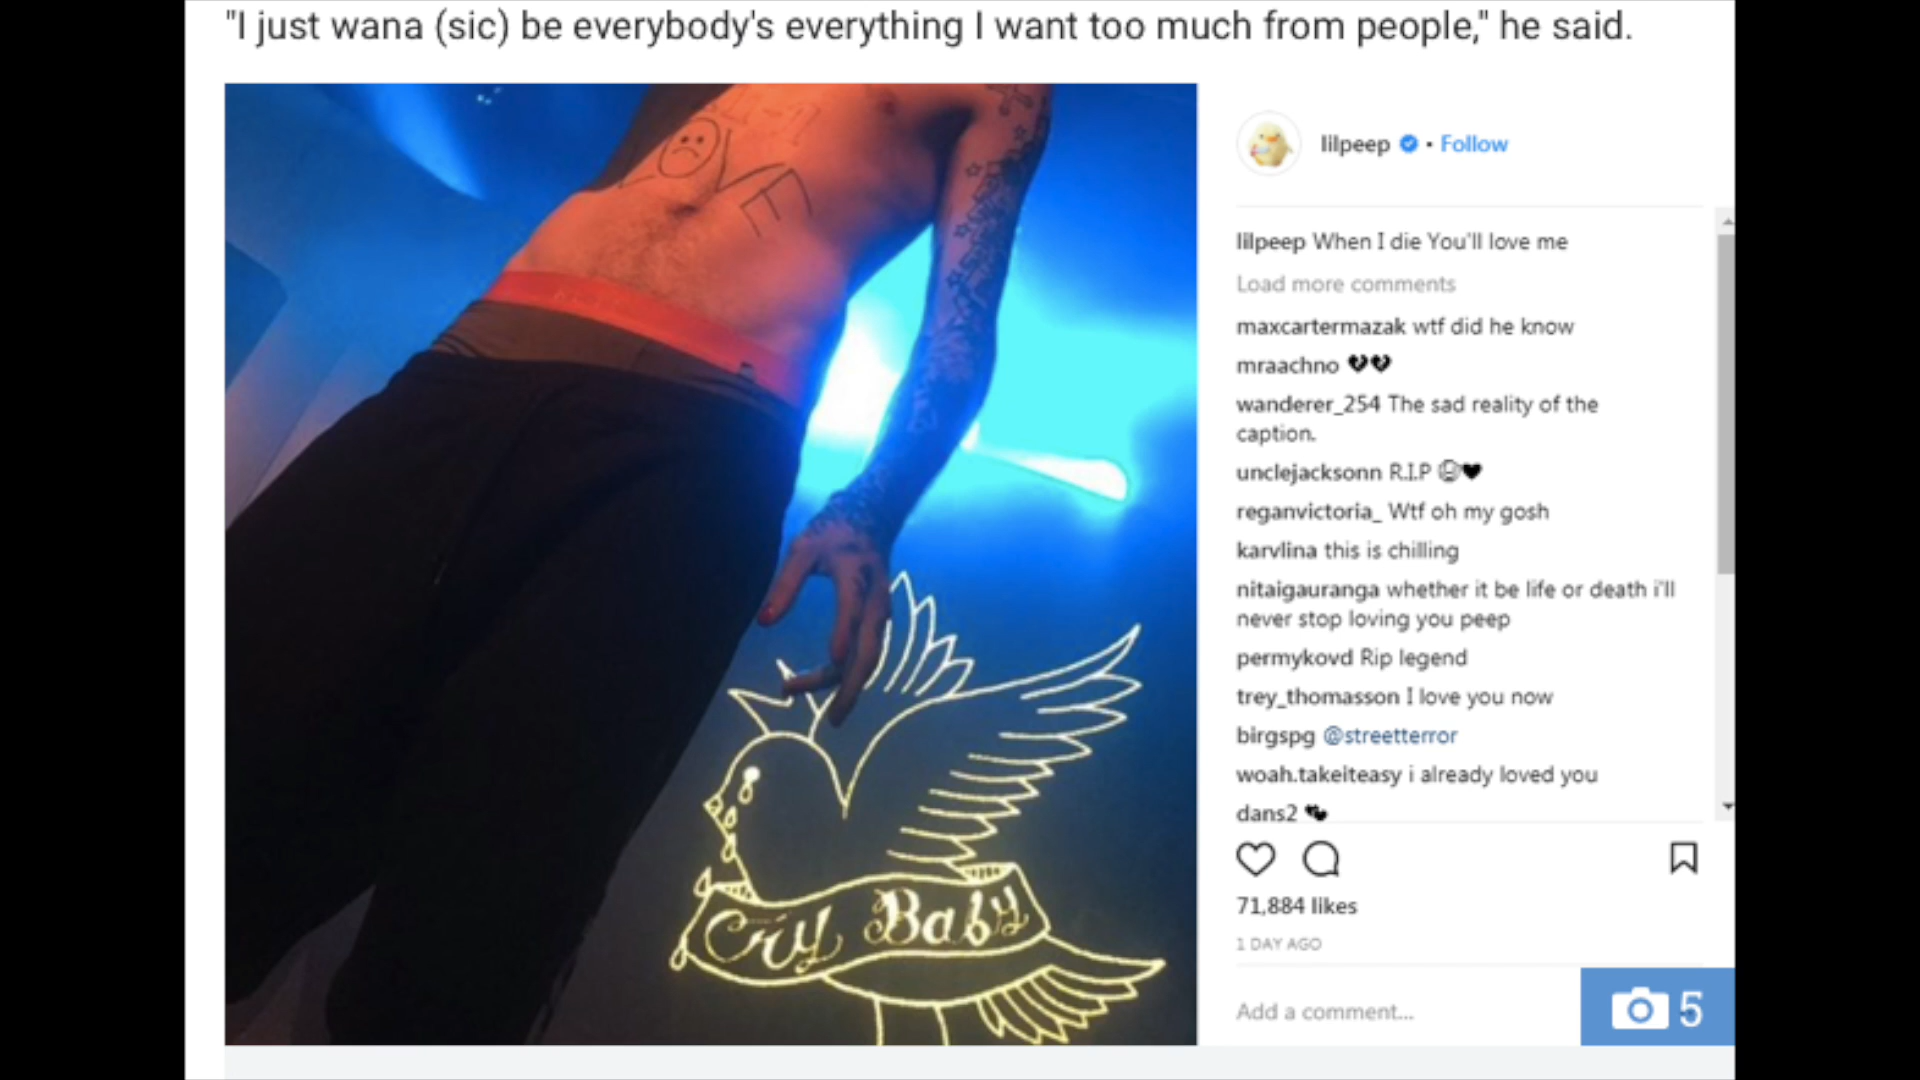 "I just wana (sic) be everybody's everything I want too much from people," he said.
LOVE
Cry Baby
lilpeep • Follow
lilpeep When I die You'll love me
Load more comments
maxcartermazak wtf did he know
mraachno 💔💔
wanderer_254 The sad reality of the
caption.
unclejacksonn R.I.P 😢🖤
reganvictoria_ Wtf oh my gosh
karvlina this is chilling
nitaigauranga whether it be life or death i'll
never stop loving you peep
permykovd Rip legend
trey_thomasson I love you now
birgspg @streetterror
woah.takeiteasy i already loved you
dans2 💕
71,884 likes
1 DAY AGO
Add a comment...
5